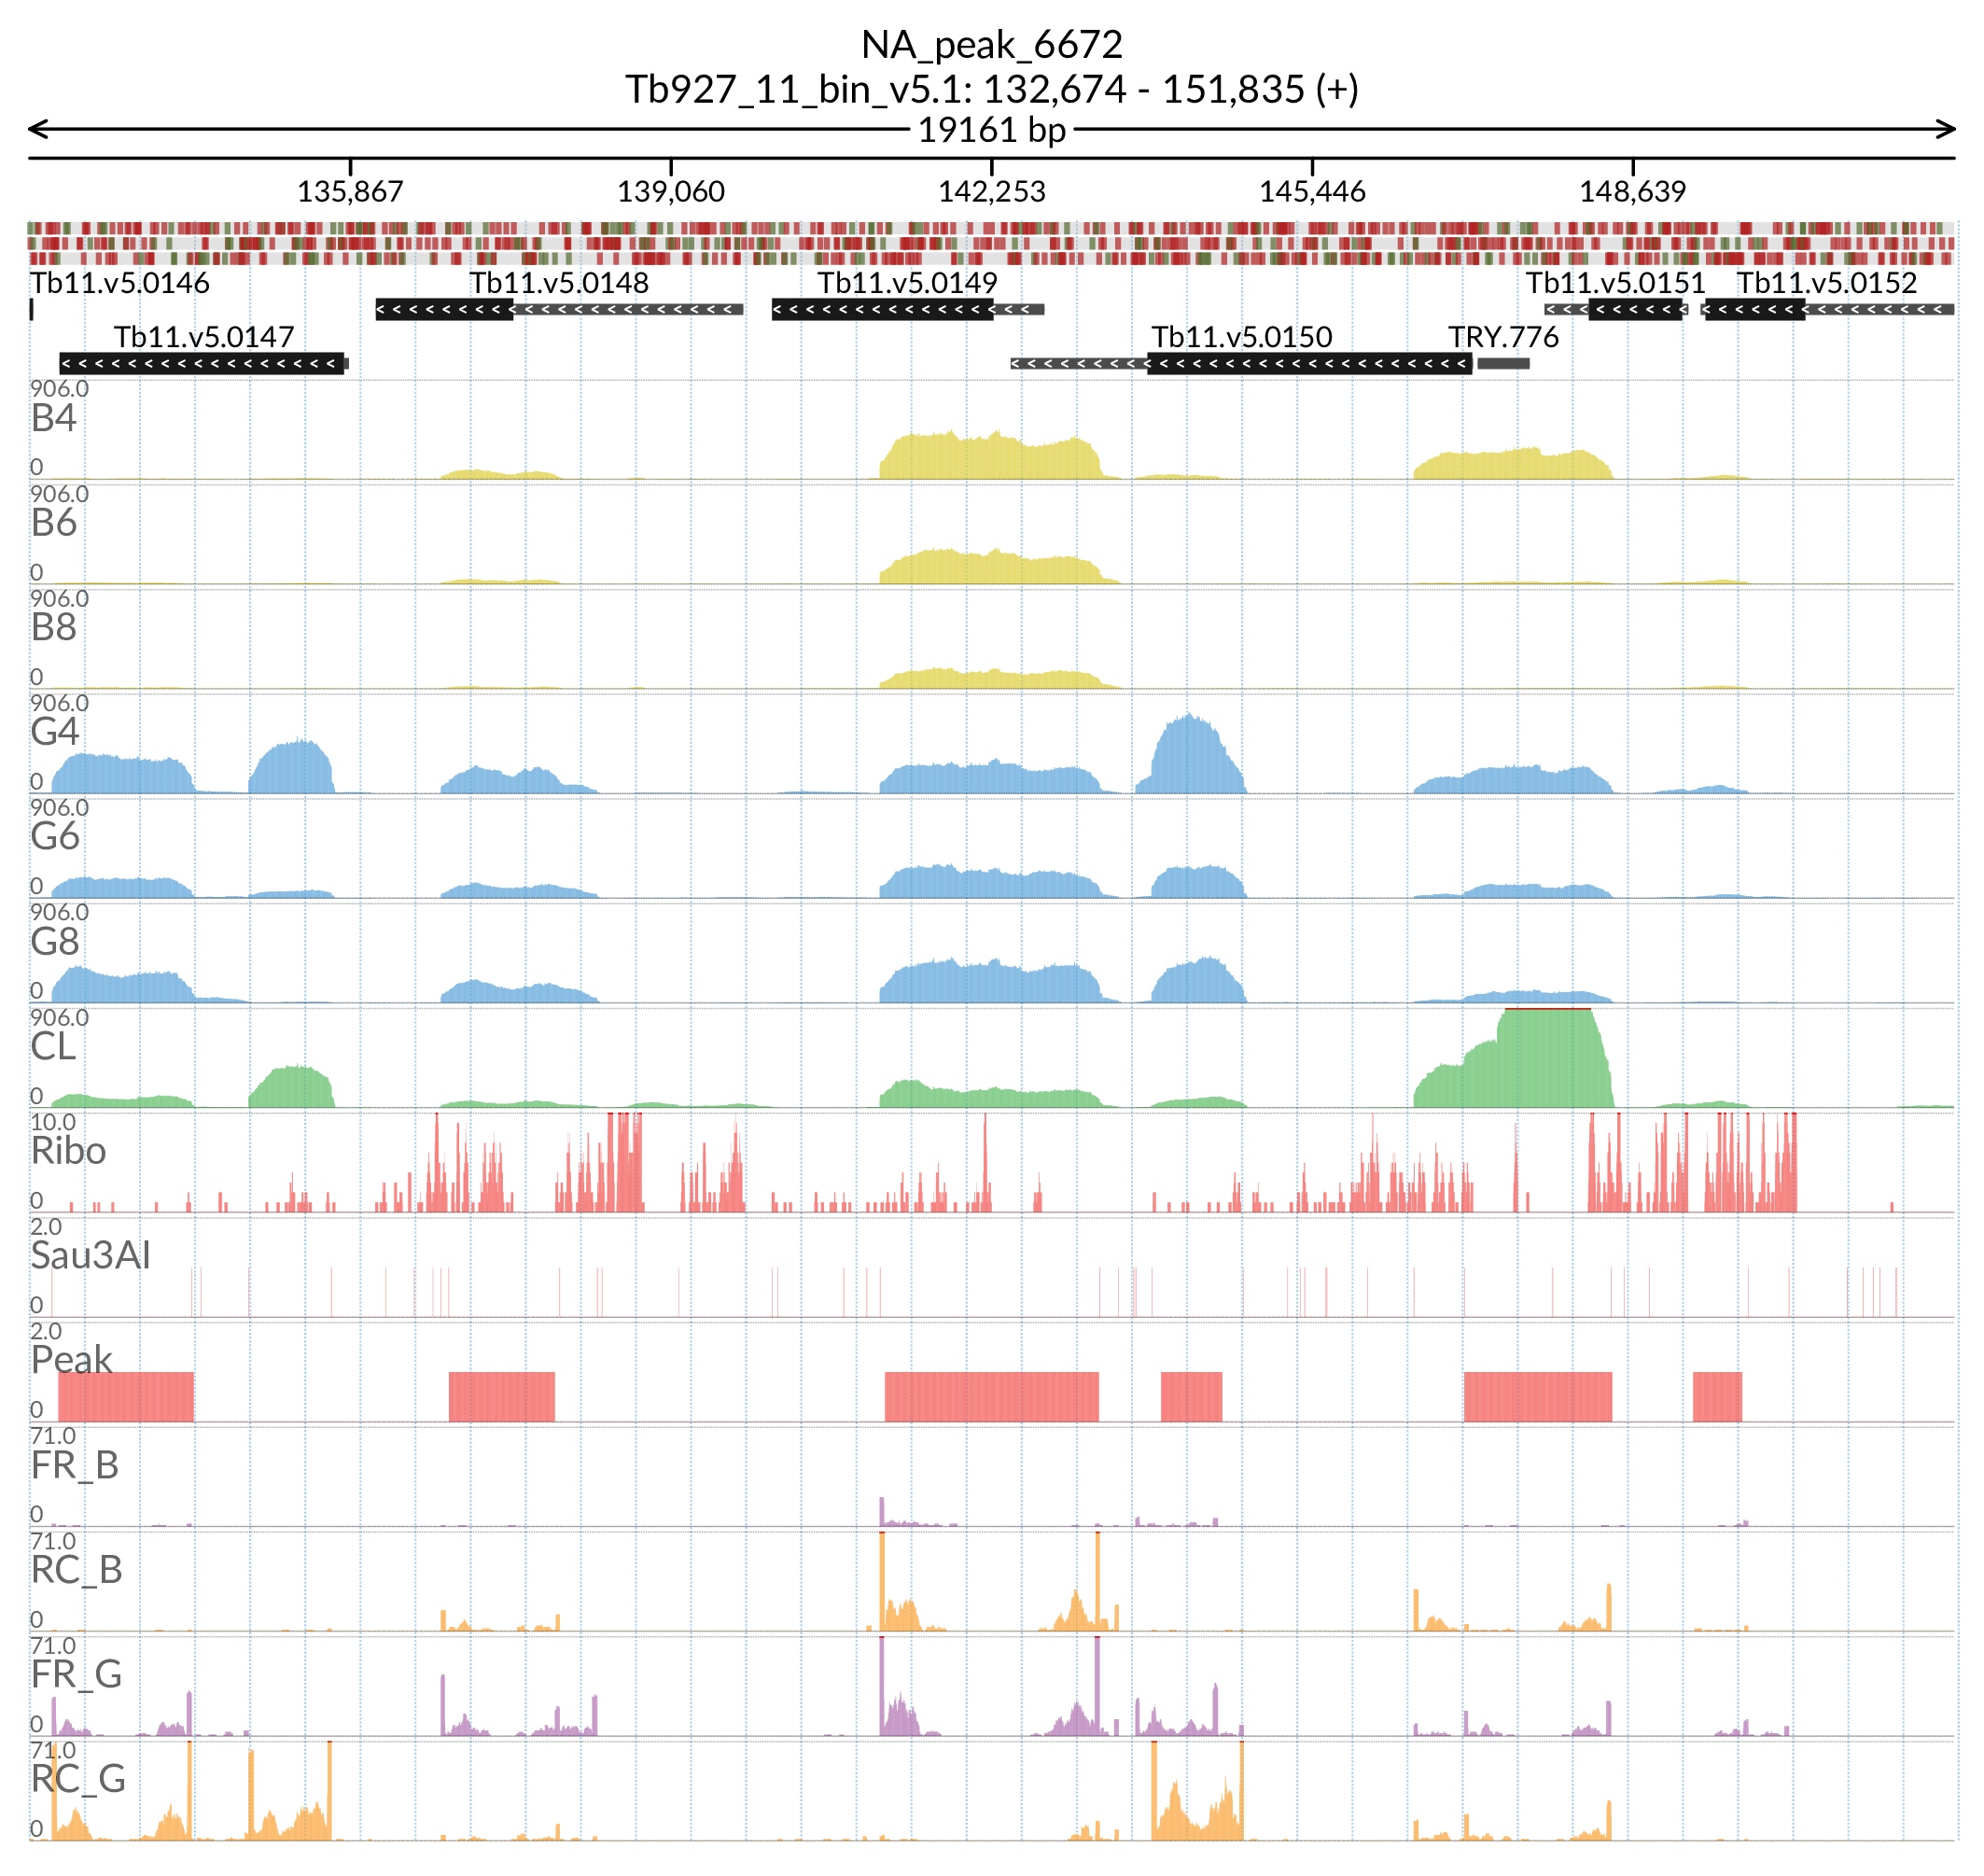 NA_peak_6672
Tb927_11_bin_v5.1: 132,674 - 151,835 (+)
19161 bp
135,867 139,060 142,253 145,446 148,639
Tb11.v5.0146 Tb11.v5.0148 Tb11.v5.0149 Tb11.v5.0151 Tb11.v5.0152
Tb11.v5.0147 Tb11.v5.0150 TRY.776
906.0
B4
0
906.0
B6
0
906.0
B8
0
906.0
G4
0
906.0
G6
0
906.0
G8
0
906.0
CL
0
10.0
Ribo
0
2.0
Sau3AI
0
2.0
Peak
0
71.0
FR_B
0
71.0
RC_B
0
71.0
FR_G
0
71.0
RC_G
0